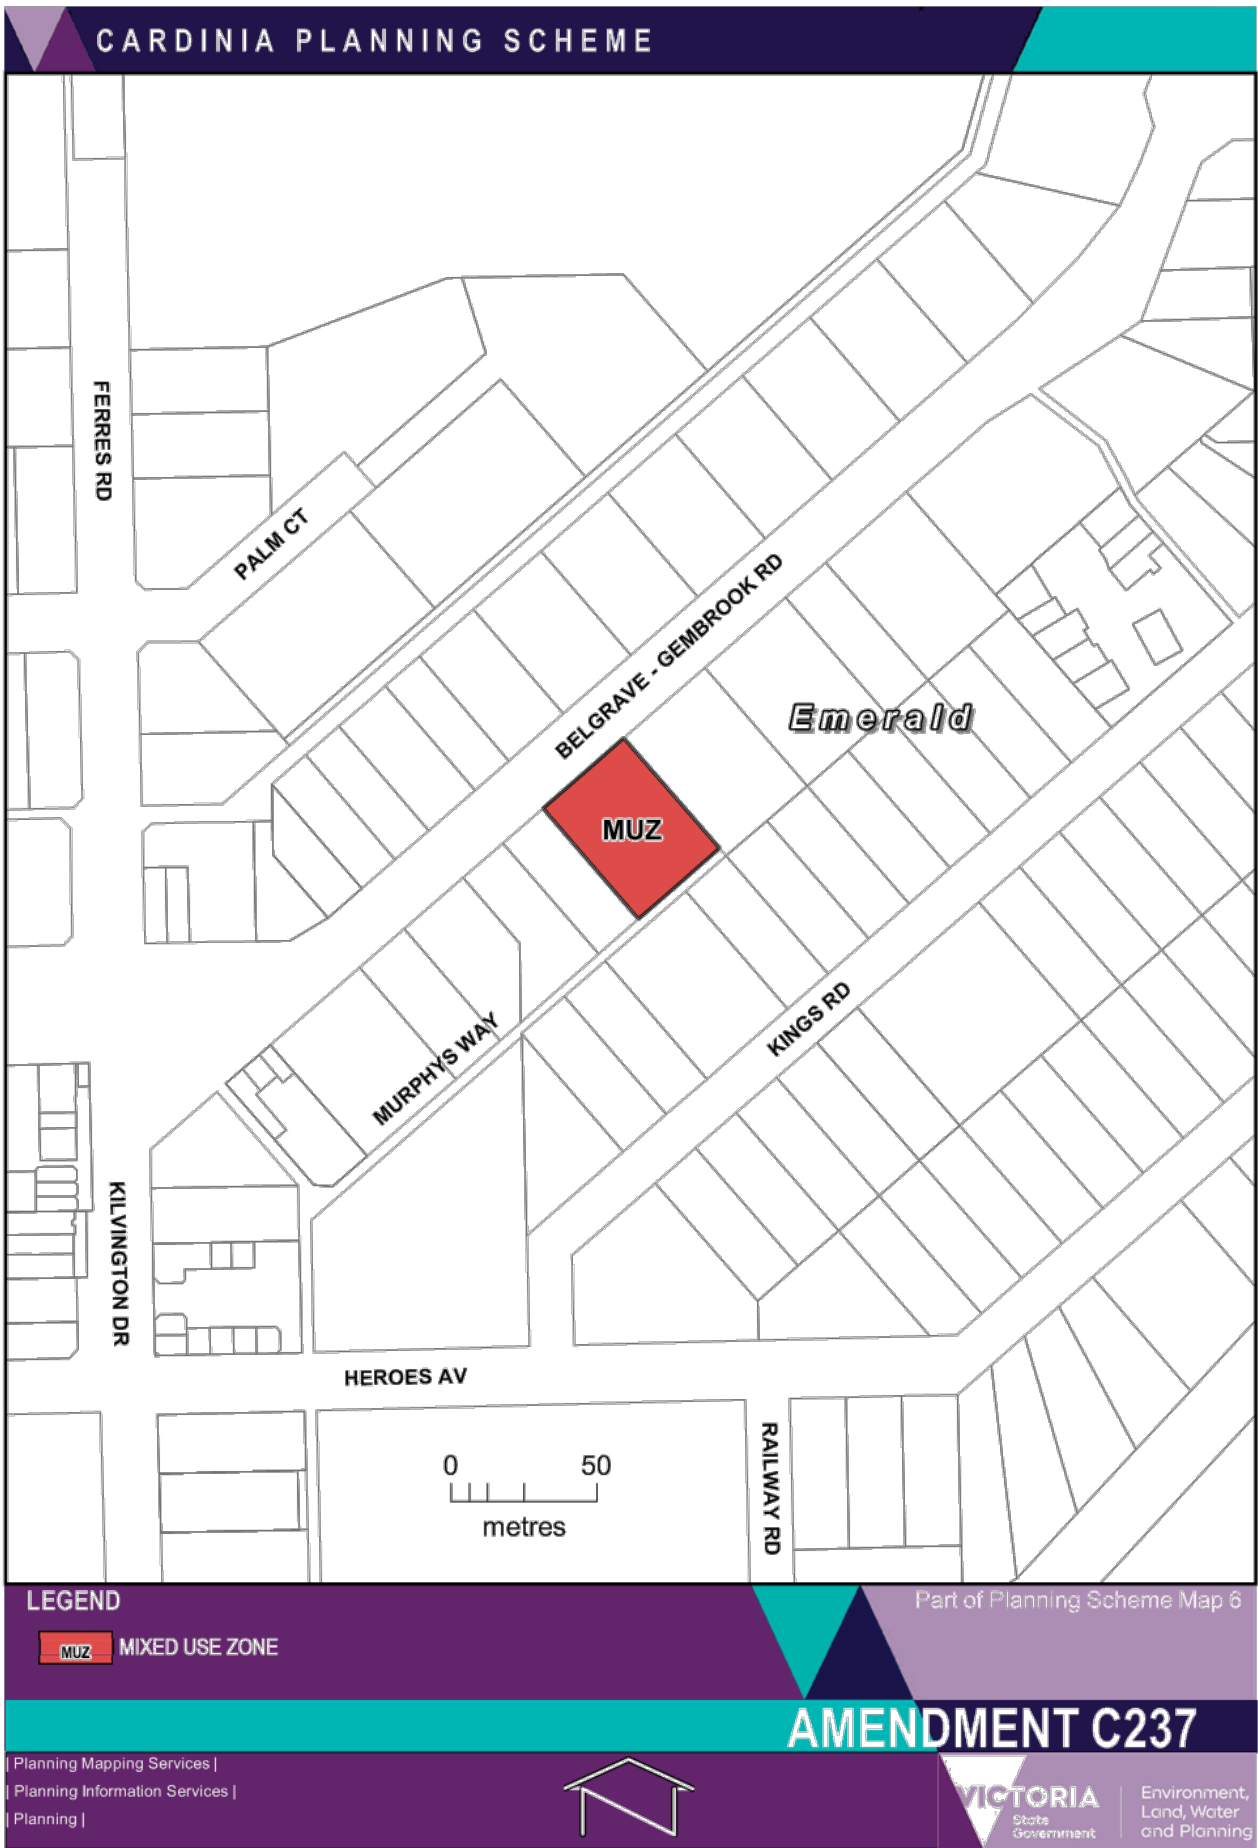 CARDINIA PLANNING SCHEME
FERRES RD
PALM CT
BELGRAVE - GEMBROOK RD
Emerald
MUZ
KINGS RD
MURPHYS WAY
KILVINGTON DR
HEROES AV
RAILWAY RD
0 50
metres
LEGEND
Part of Planning Scheme Map 6
MUZ MIXED USE ZONE
AMENDMENT C237
| Planning Mapping Services |
| Planning Information Services |
| Planning |
VICTORIA
State
Government
Environment,
Land, Water
and Planning